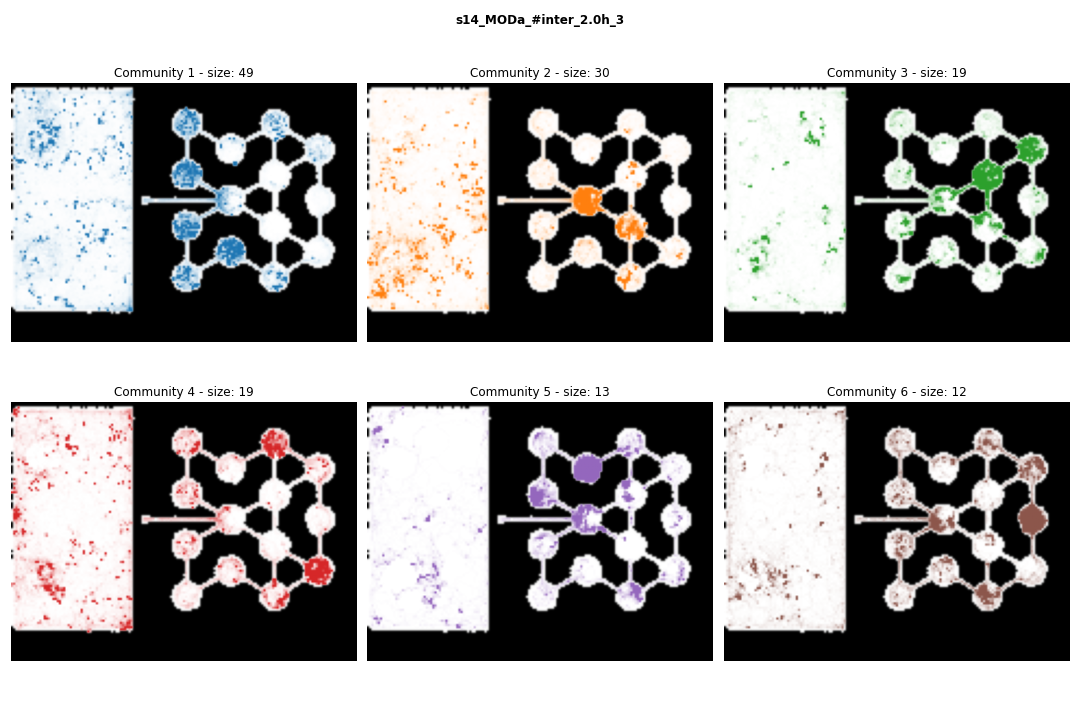 s14_MODa_#inter_2.0h_3
Community 1 - size: 49
Community 2 - size: 30
Community 3 - size: 19
Community 4 - size: 19
Community 5 - size: 13
Community 6 - size: 12